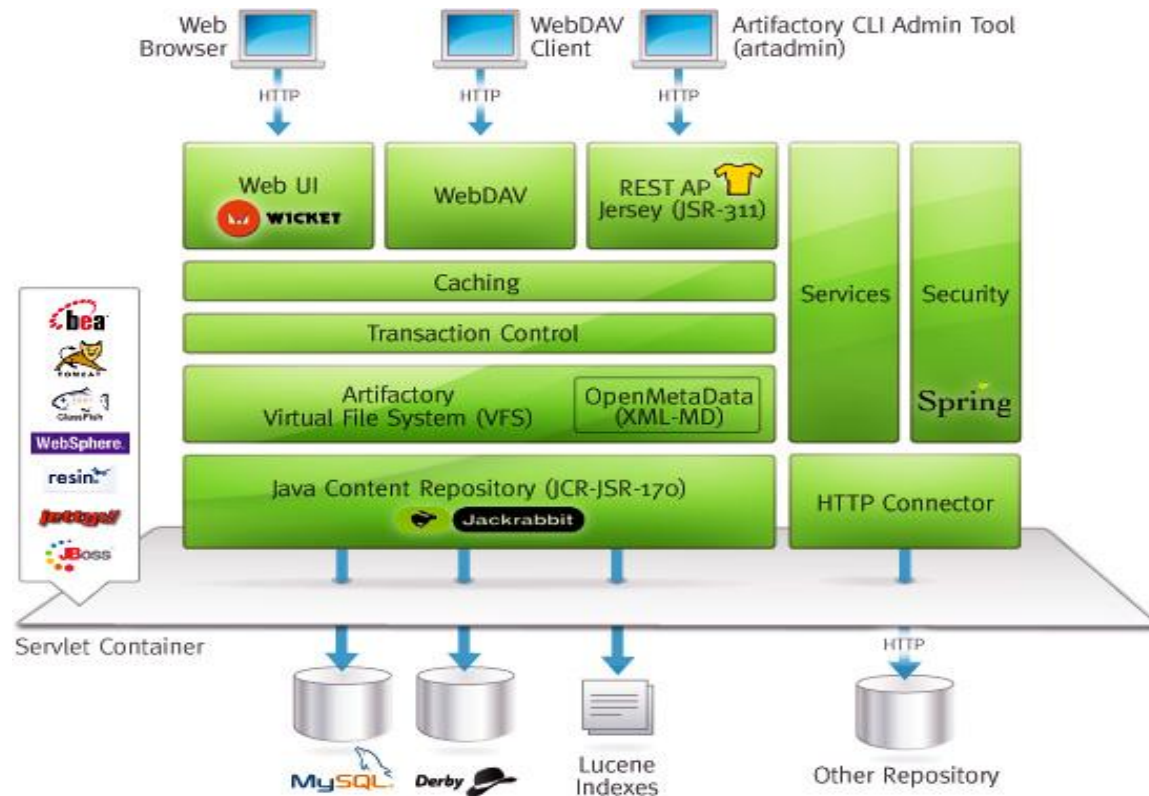 Web
Browser
WebDAV
Client
Artifactory CLI Admin Tool
(artadmin)
HTTP
HTTP
HTTP
Web UI
WICKET
WebDAV
REST AP
Jersey (JSR-311)
Services
Security
Spring
Caching
Transaction Control
Artifactory
Virtual File System (VFS)
OpenMetaData
(XML-MD)
Java Content Repository (JCR-JSR-170)
Jackrabbit
HTTP Connector
bea
TOMCAT
GlassFish
WebSphere.
resin
jetty://
JBoss
Servlet Container
HTTP
MySQL
Derby
Lucene
Indexes
Other Repository